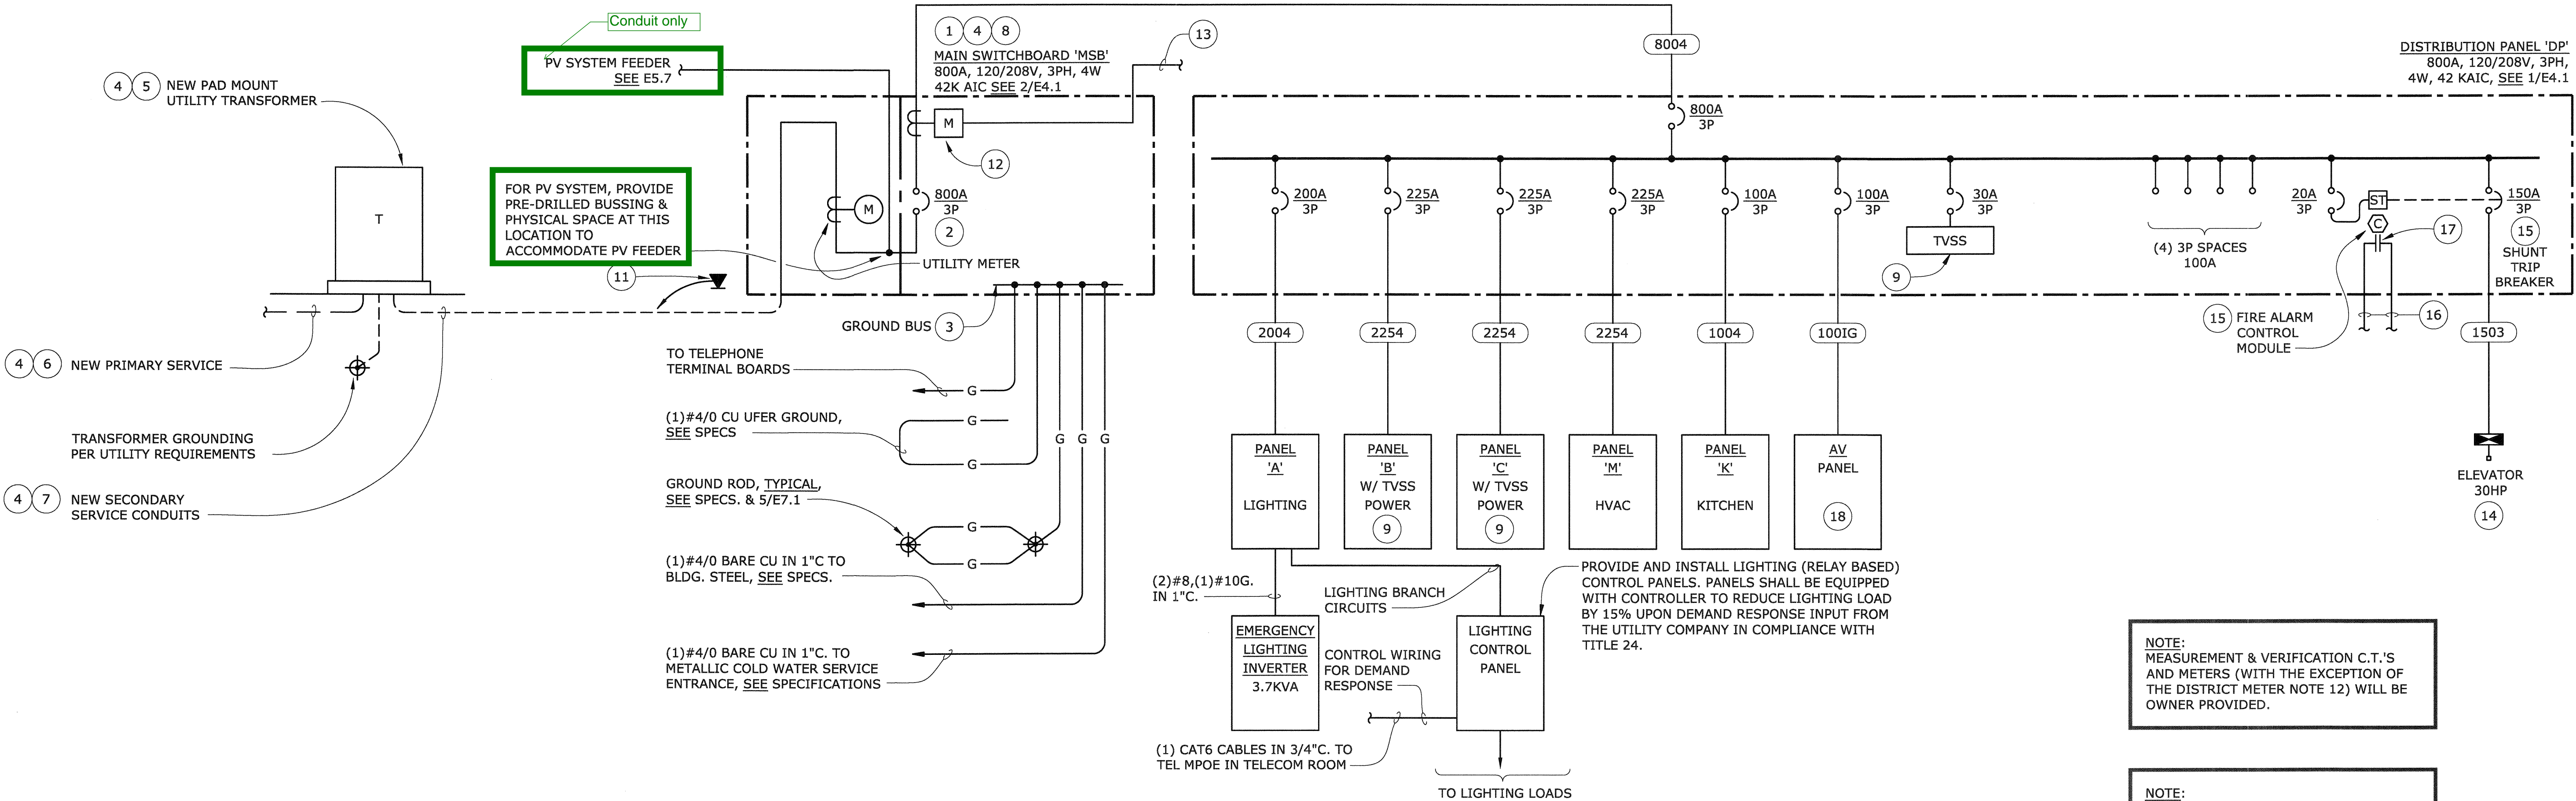 Conduit only
PV SYSTEM FEEDER
SEE E5.7
1 4 8
MAIN SWITCHBOARD 'MSB'
800A, 120/208V, 3PH, 4W
42K AIC SEE 2/E4.1
13
8004
DISTRIBUTION PANEL 'DP'
800A, 120/208V, 3PH,
4W, 42 KAIC, SEE 1/E4.1
4 5 NEW PAD MOUNT
UTILITY TRANSFORMER
T
FOR PV SYSTEM, PROVIDE
PRE-DRILLED BUSSING &
PHYSICAL SPACE AT THIS
LOCATION TO
ACCOMMODATE PV FEEDER
11
M
M
12
800A
3P
2
UTILITY METER
GROUND BUS 3
800A
3P
200A
3P
225A
3P
225A
3P
225A
3P
100A
3P
100A
3P
30A
3P
TVSS
9
(4) 3P SPACES
100A
20A
3P
ST
C
17
150A
3P
15
SHUNT
TRIP
BREAKER
2004
2254
2254
2254
1004
100IG
15 FIRE ALARM
CONTROL
MODULE
16
1503
4 6 NEW PRIMARY SERVICE
TRANSFORMER GROUNDING
PER UTILITY REQUIREMENTS
4 7 NEW SECONDARY
SERVICE CONDUITS
TO TELEPHONE
TERMINAL BOARDS
G
(1)#4/0 CU UFER GROUND,
SEE SPECS
G
G
G G G
GROUND ROD, TYPICAL,
SEE SPECS. & 5/E7.1
G
G
(1)#4/0 BARE CU IN 1"C TO
BLDG. STEEL, SEE SPECS.
(1)#4/0 BARE CU IN 1"C. TO
METALLIC COLD WATER SERVICE
ENTRANCE, SEE SPECIFICATIONS
PANEL
'A'
LIGHTING
PANEL
'B'
W/ TVSS
POWER
9
PANEL
'C'
W/ TVSS
POWER
9
PANEL
'M'
HVAC
PANEL
'K'
KITCHEN
AV
PANEL
18
ELEVATOR
30HP
14
(2)#8,(1)#10G.
IN 1"C.
LIGHTING BRANCH
CIRCUITS
PROVIDE AND INSTALL LIGHTING (RELAY BASED)
CONTROL PANELS. PANELS SHALL BE EQUIPPED
WITH CONTROLLER TO REDUCE LIGHTING LOAD
BY 15% UPON DEMAND RESPONSE INPUT FROM
THE UTILITY COMPANY IN COMPLIANCE WITH
TITLE 24.
EMERGENCY
LIGHTING
INVERTER
3.7KVA
CONTROL WIRING
FOR DEMAND
RESPONSE
LIGHTING
CONTROL
PANEL
(1) CAT6 CABLES IN 3/4"C. TO
TEL MPOE IN TELECOM ROOM
TO LIGHTING LOADS
NOTE:
MEASUREMENT & VERIFICATION C.T.'S
AND METERS (WITH THE EXCEPTION OF
THE DISTRICT METER NOTE 12) WILL BE
OWNER PROVIDED.
NOTE: